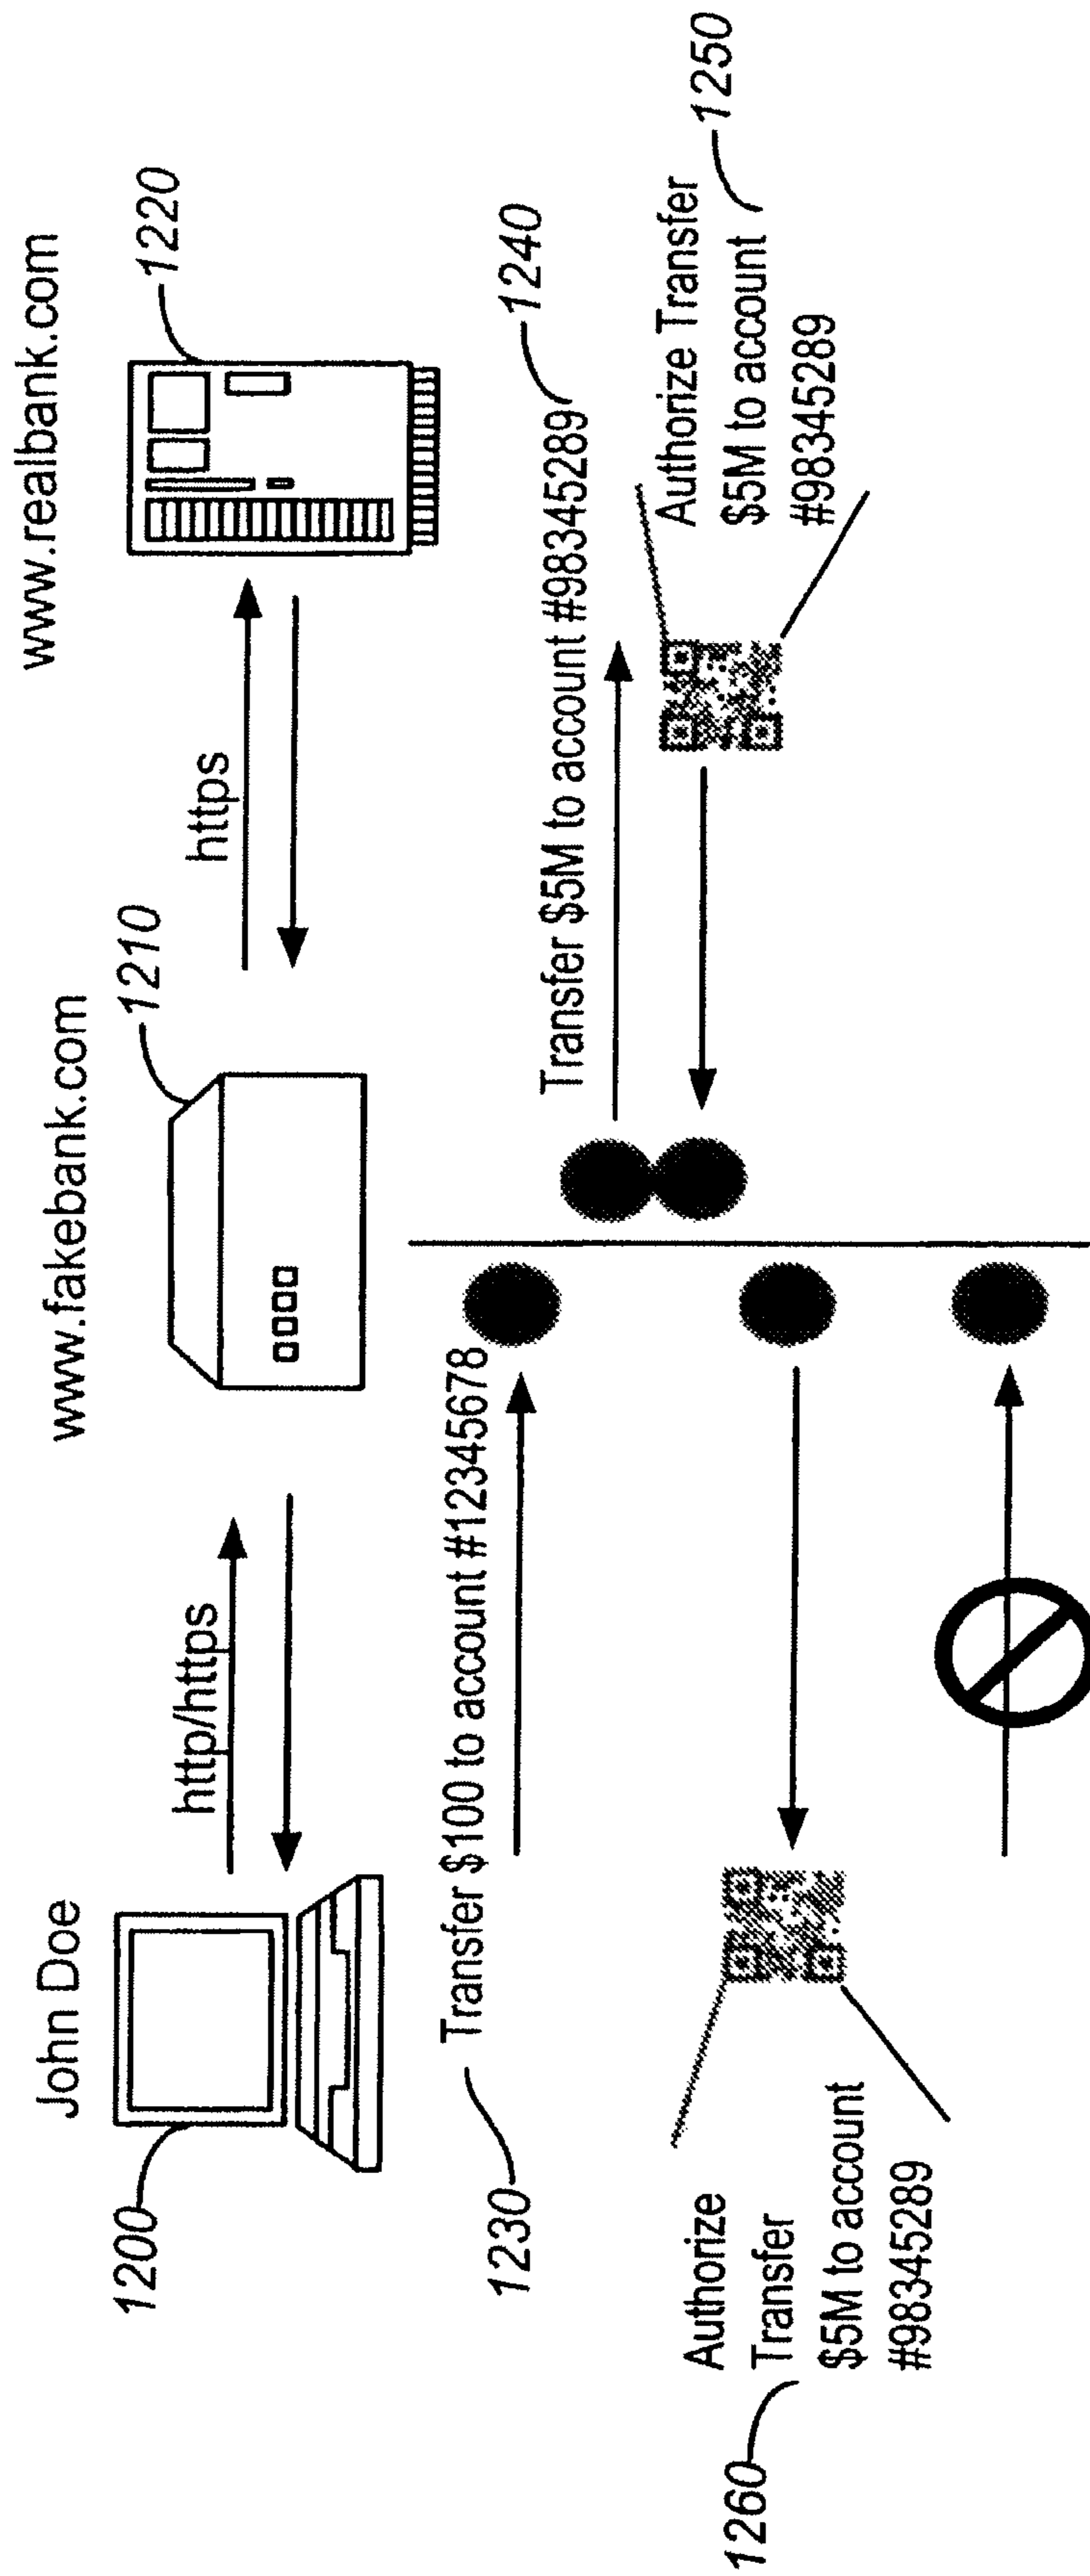 John Doe
www.fakebank.com
www.realbank.com
1200
http/https
1210
https
1220
1230
Transfer $100 to account #12345678
Transfer $5M to account #98345289
1240
Authorize Transfer
$5M to account
#98345289
1250
Authorize
Transfer
$5M to account
#98345289
1260